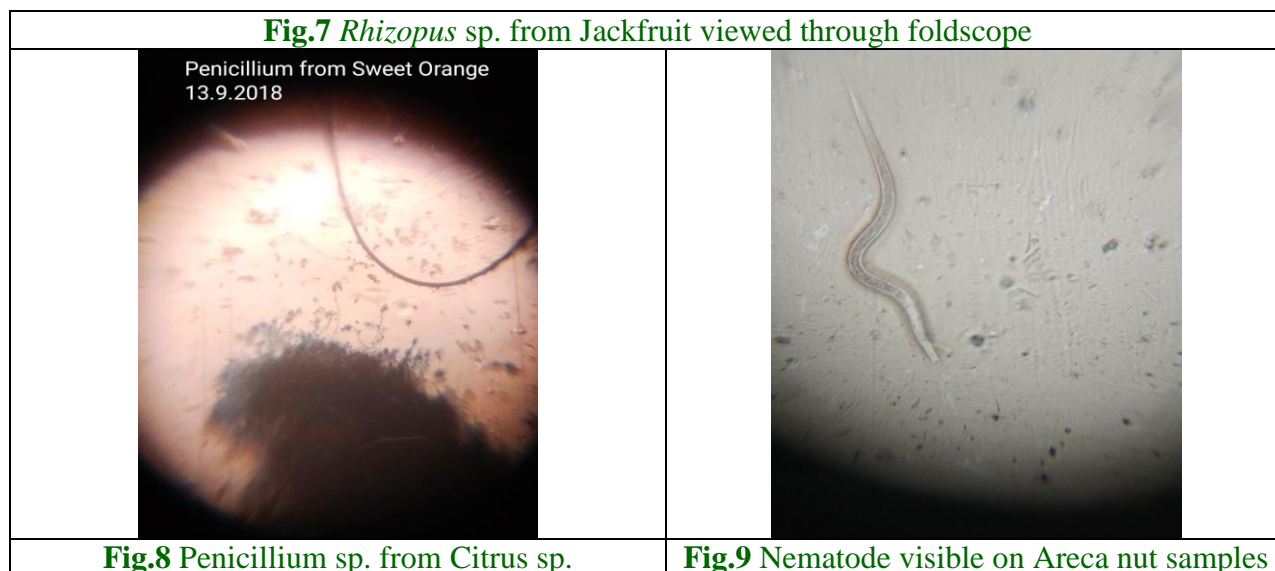 Fig.7 Rhizopus sp. from Jackfruit viewed through foldscope
Penicillium from Sweet Orange
13.9.2018
Fig.8 Penicillium sp. from Citrus sp.
Fig.9 Nematode visible on Areca nut samples